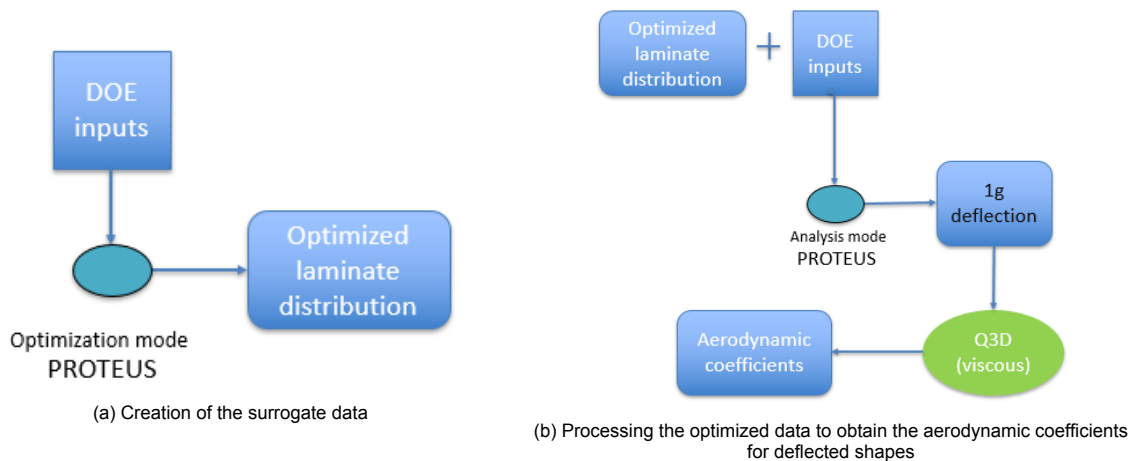 DOE
inputs
Optimized
laminate
distribution
Optimization mode
PROTEUS
(a) Creation of the surrogate data
Optimized
laminate
distribution
+
DOE
inputs
Analysis mode
PROTEUS
1g
deflection
Q3D
(viscous)
Aerodynamic
coefficients
(b) Processing the optimized data to obtain the aerodynamic coefficients
for deflected shapes